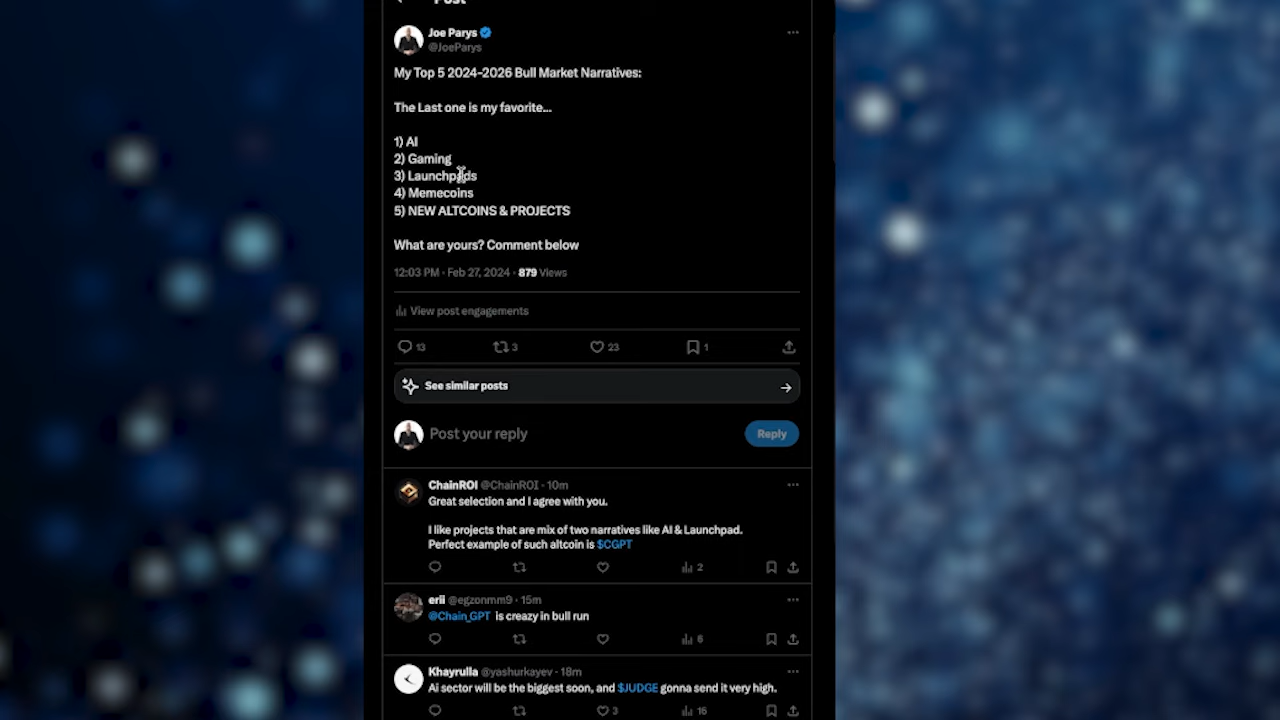 Post
Joe Parys
@JoeParys
My Top 5 2024-2026 Bull Market Narratives:
The Last one is my favorite...
1) AI
2) Gaming
3) Launchpads
4) Memecoins
5) NEW ALTCOINS & PROJECTS
What are yours? Comment below
12:03 PM · Feb 27, 2024 · 879 Views
View post engagements
13 3 23 1
See similar posts
Post your reply Reply
ChainROI @ChainROI · 10m
Great selection and I agree with you.
I like projects that are mix of two narratives like AI & Launchpad.
Perfect example of such altcoin is $CGPT
2
erii @egzonmm9 · 15m
@Chain_GPT is creazy in bull run
6
Khayrulla @yashurkayev · 18m
Ai sector will be the biggest soon, and $JUDGE gonna send it very high.
3 16